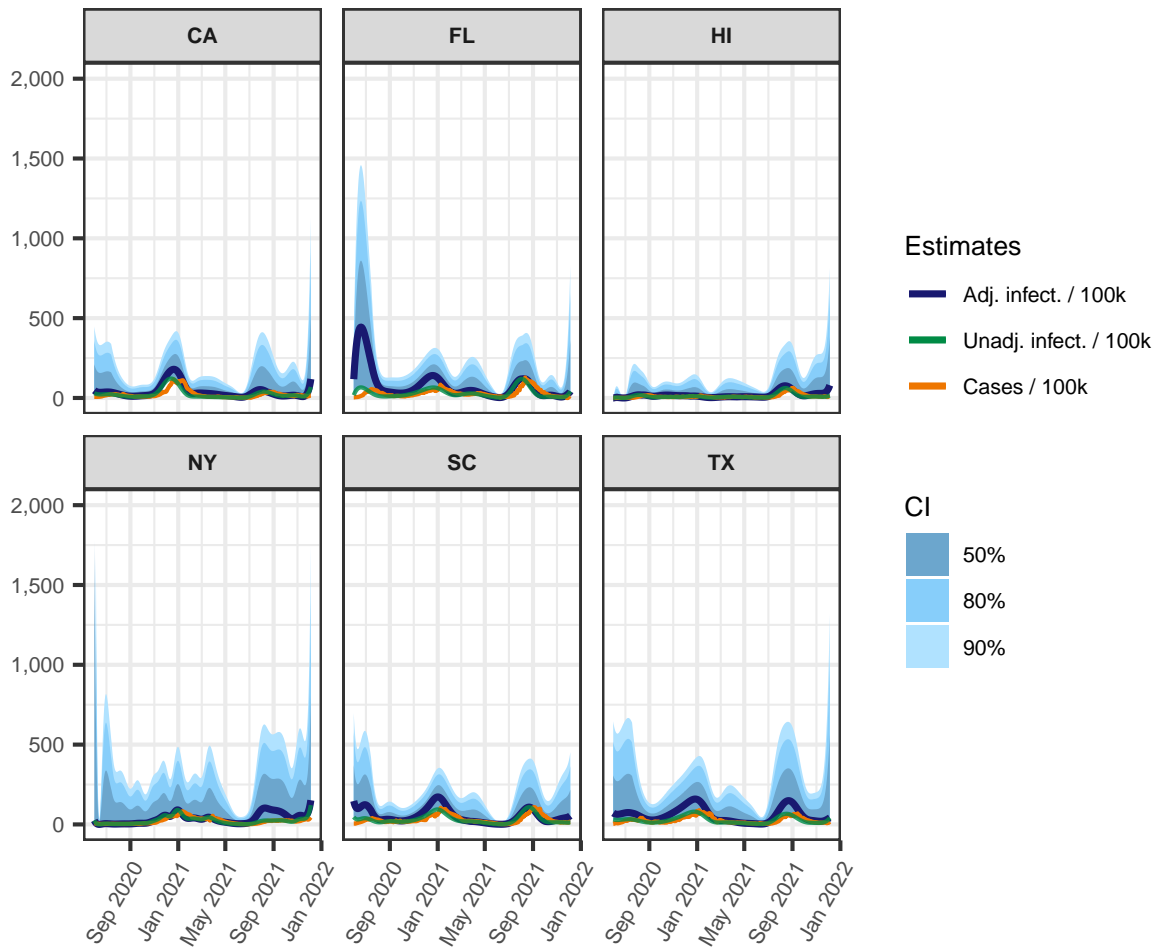 CA
FL
HI
2,000
1,500
1,000
500
0
NY
SC
TX
2,000
1,500
1,000
500
0
Sep 2020
Jan 2021
May 2021
Sep 2021
Jan 2022
Sep 2020
Jan 2021
May 2021
Sep 2021
Jan 2022
Sep 2020
Jan 2021
May 2021
Sep 2021
Jan 2022
Estimates
Adj. infect. / 100k
Unadj. infect. / 100k
Cases / 100k
CI
50%
80%
90%